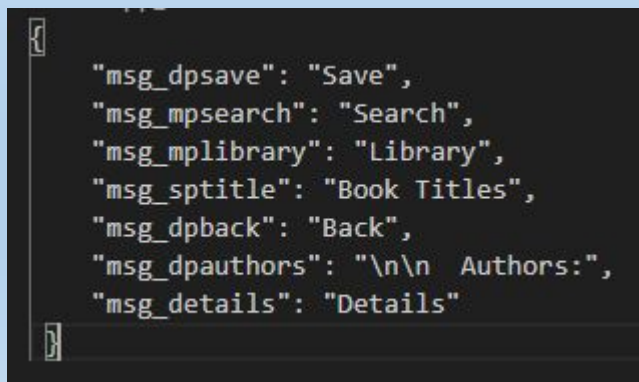 {
"msg_dpsave": "Save",
"msg_mpsearch": "Search",
"msg_mplibrary": "Library",
"msg_sptitle": "Book Titles",
"msg_dpback": "Back",
"msg_dpauthors": "\n\n  Authors:",
"msg_details": "Details"
}